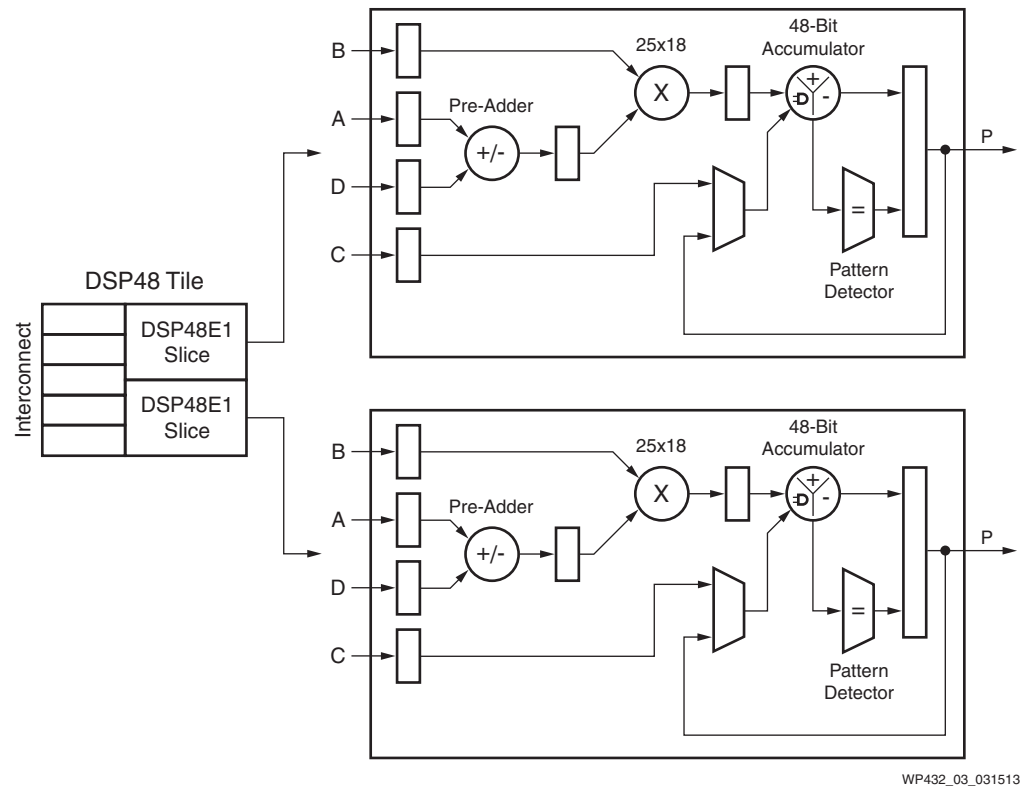 B
A
D
C
Pre-Adder
+/-
25x18
X
48-Bit
Accumulator
+
-
D
=
Pattern
Detector
P
DSP48 Tile
Interconnect
DSP48E1
Slice
DSP48E1
Slice
B
A
D
C
Pre-Adder
+/-
25x18
X
48-Bit
Accumulator
+
-
D
=
Pattern
Detector
P
WP432_03_031513